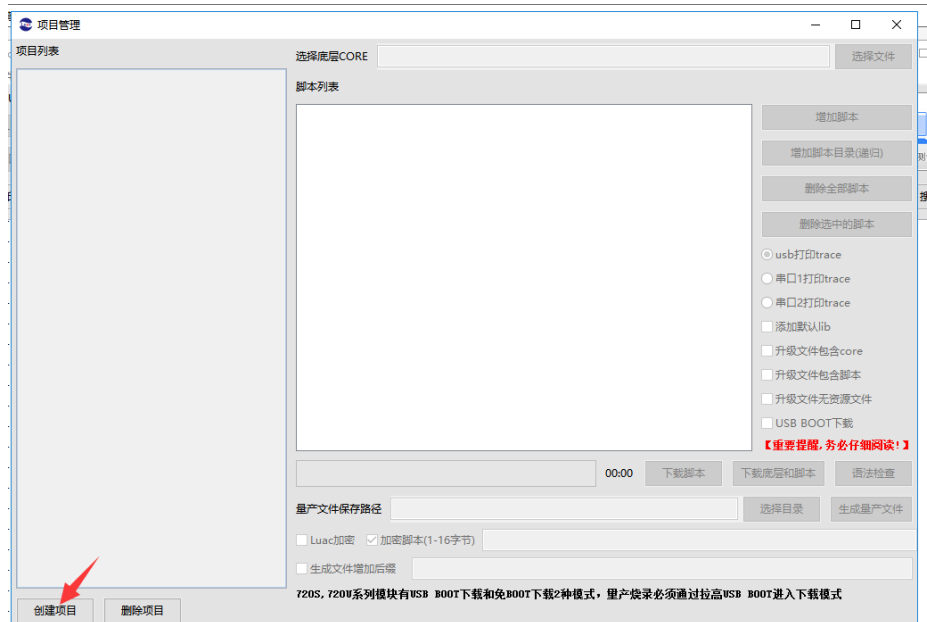 项目管理
项目列表
选择底层CORE
选择文件
脚本列表
增加脚本
增加脚本目录(递归)
删除全部脚本
删除选中的脚本
usb打印trace
串口1打印trace
串口2打印trace
添加默认lib
升级文件包含core
升级文件包含脚本
升级文件无资源文件
USB BOOT下载
【重要提醒,务必仔细阅读!】
00:00
下载脚本
下载底层和脚本
语法检查
量产文件保存路径
选择目录
生成量产文件
Luac加密
加密脚本(1-16字节)
生成文件增加后缀
720S,720U系列模块有USB BOOT下载和免BOOT下载2种模式，量产烧录必须通过拉高USB BOOT进入下载模式
创建项目
删除项目